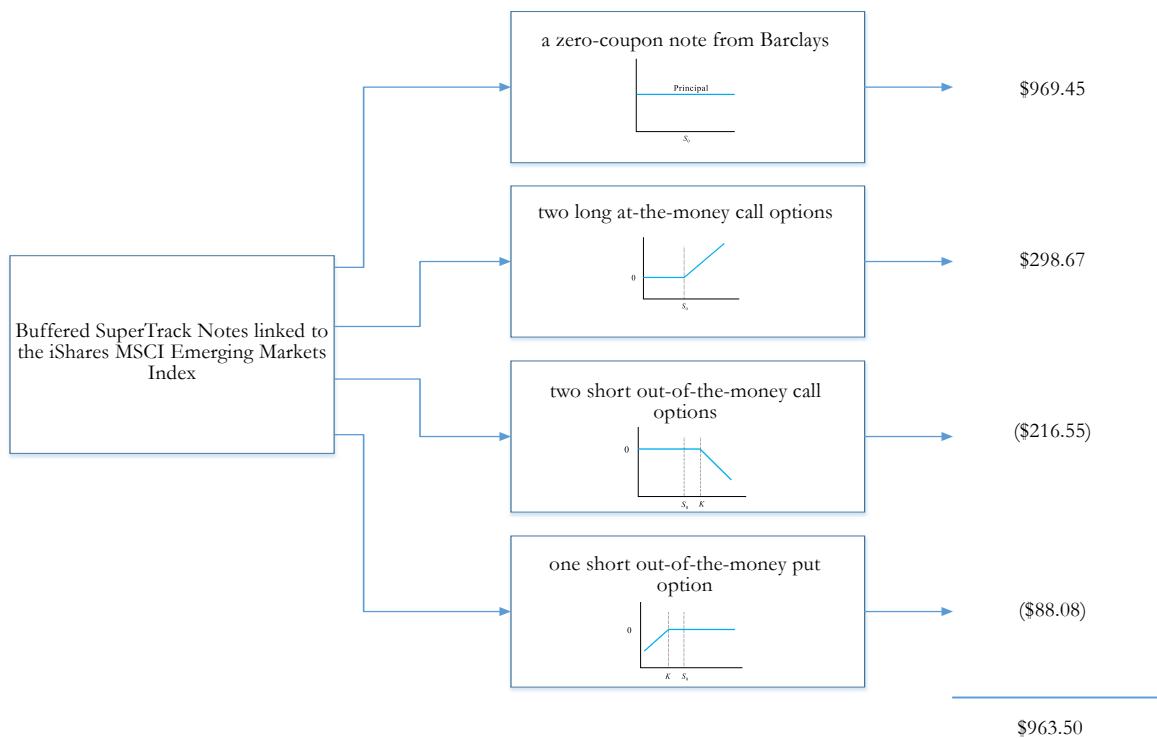 Buffered SuperTrack Notes linked to
the iShares MSCI Emerging Markets
Index
a zero-coupon note from Barclays
Principal
S₀
$969.45
two long at-the-money call options
0
S₀
$298.67
two short out-of-the-money call
options
0
S₀ K
($216.55)
one short out-of-the-money put
option
0
K S₀
($88.08)
$963.50